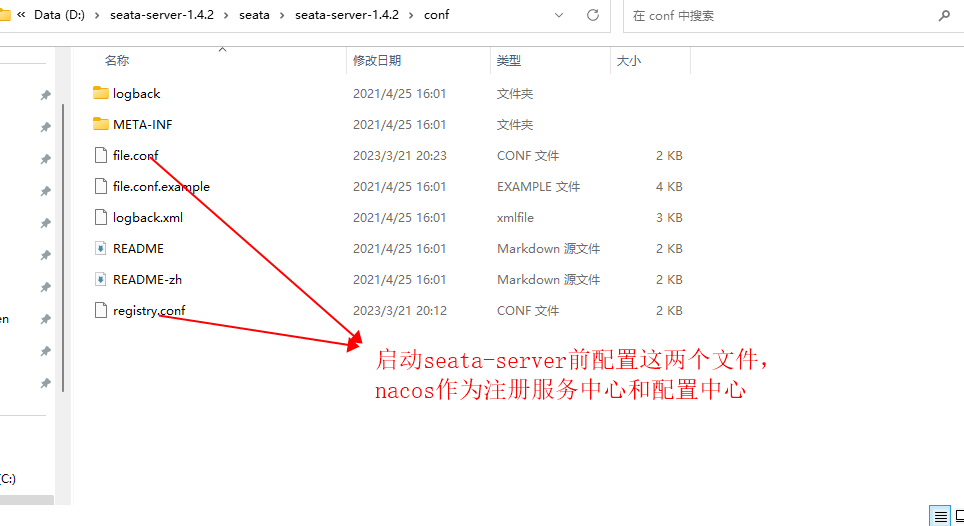 « Data (D:) › seata-server-1.4.2 › seata › seata-server-1.4.2 › conf
在 conf 中搜索
名称 修改日期 类型 大小
logback 2021/4/25 16:01 文件夹
META-INF 2021/4/25 16:01 文件夹
file.conf 2023/3/21 20:23 CONF 文件 2 KB
file.conf.example 2021/4/25 16:01 EXAMPLE 文件 4 KB
logback.xml 2021/4/25 16:01 xmlfile 3 KB
README 2021/4/25 16:01 Markdown 源文件 2 KB
README-zh 2021/4/25 16:01 Markdown 源文件 2 KB
registry.conf 2023/3/21 20:12 CONF 文件 2 KB
en
启动seata-server前配置这两个文件，
nacos作为注册服务中心和配置中心
(C:)